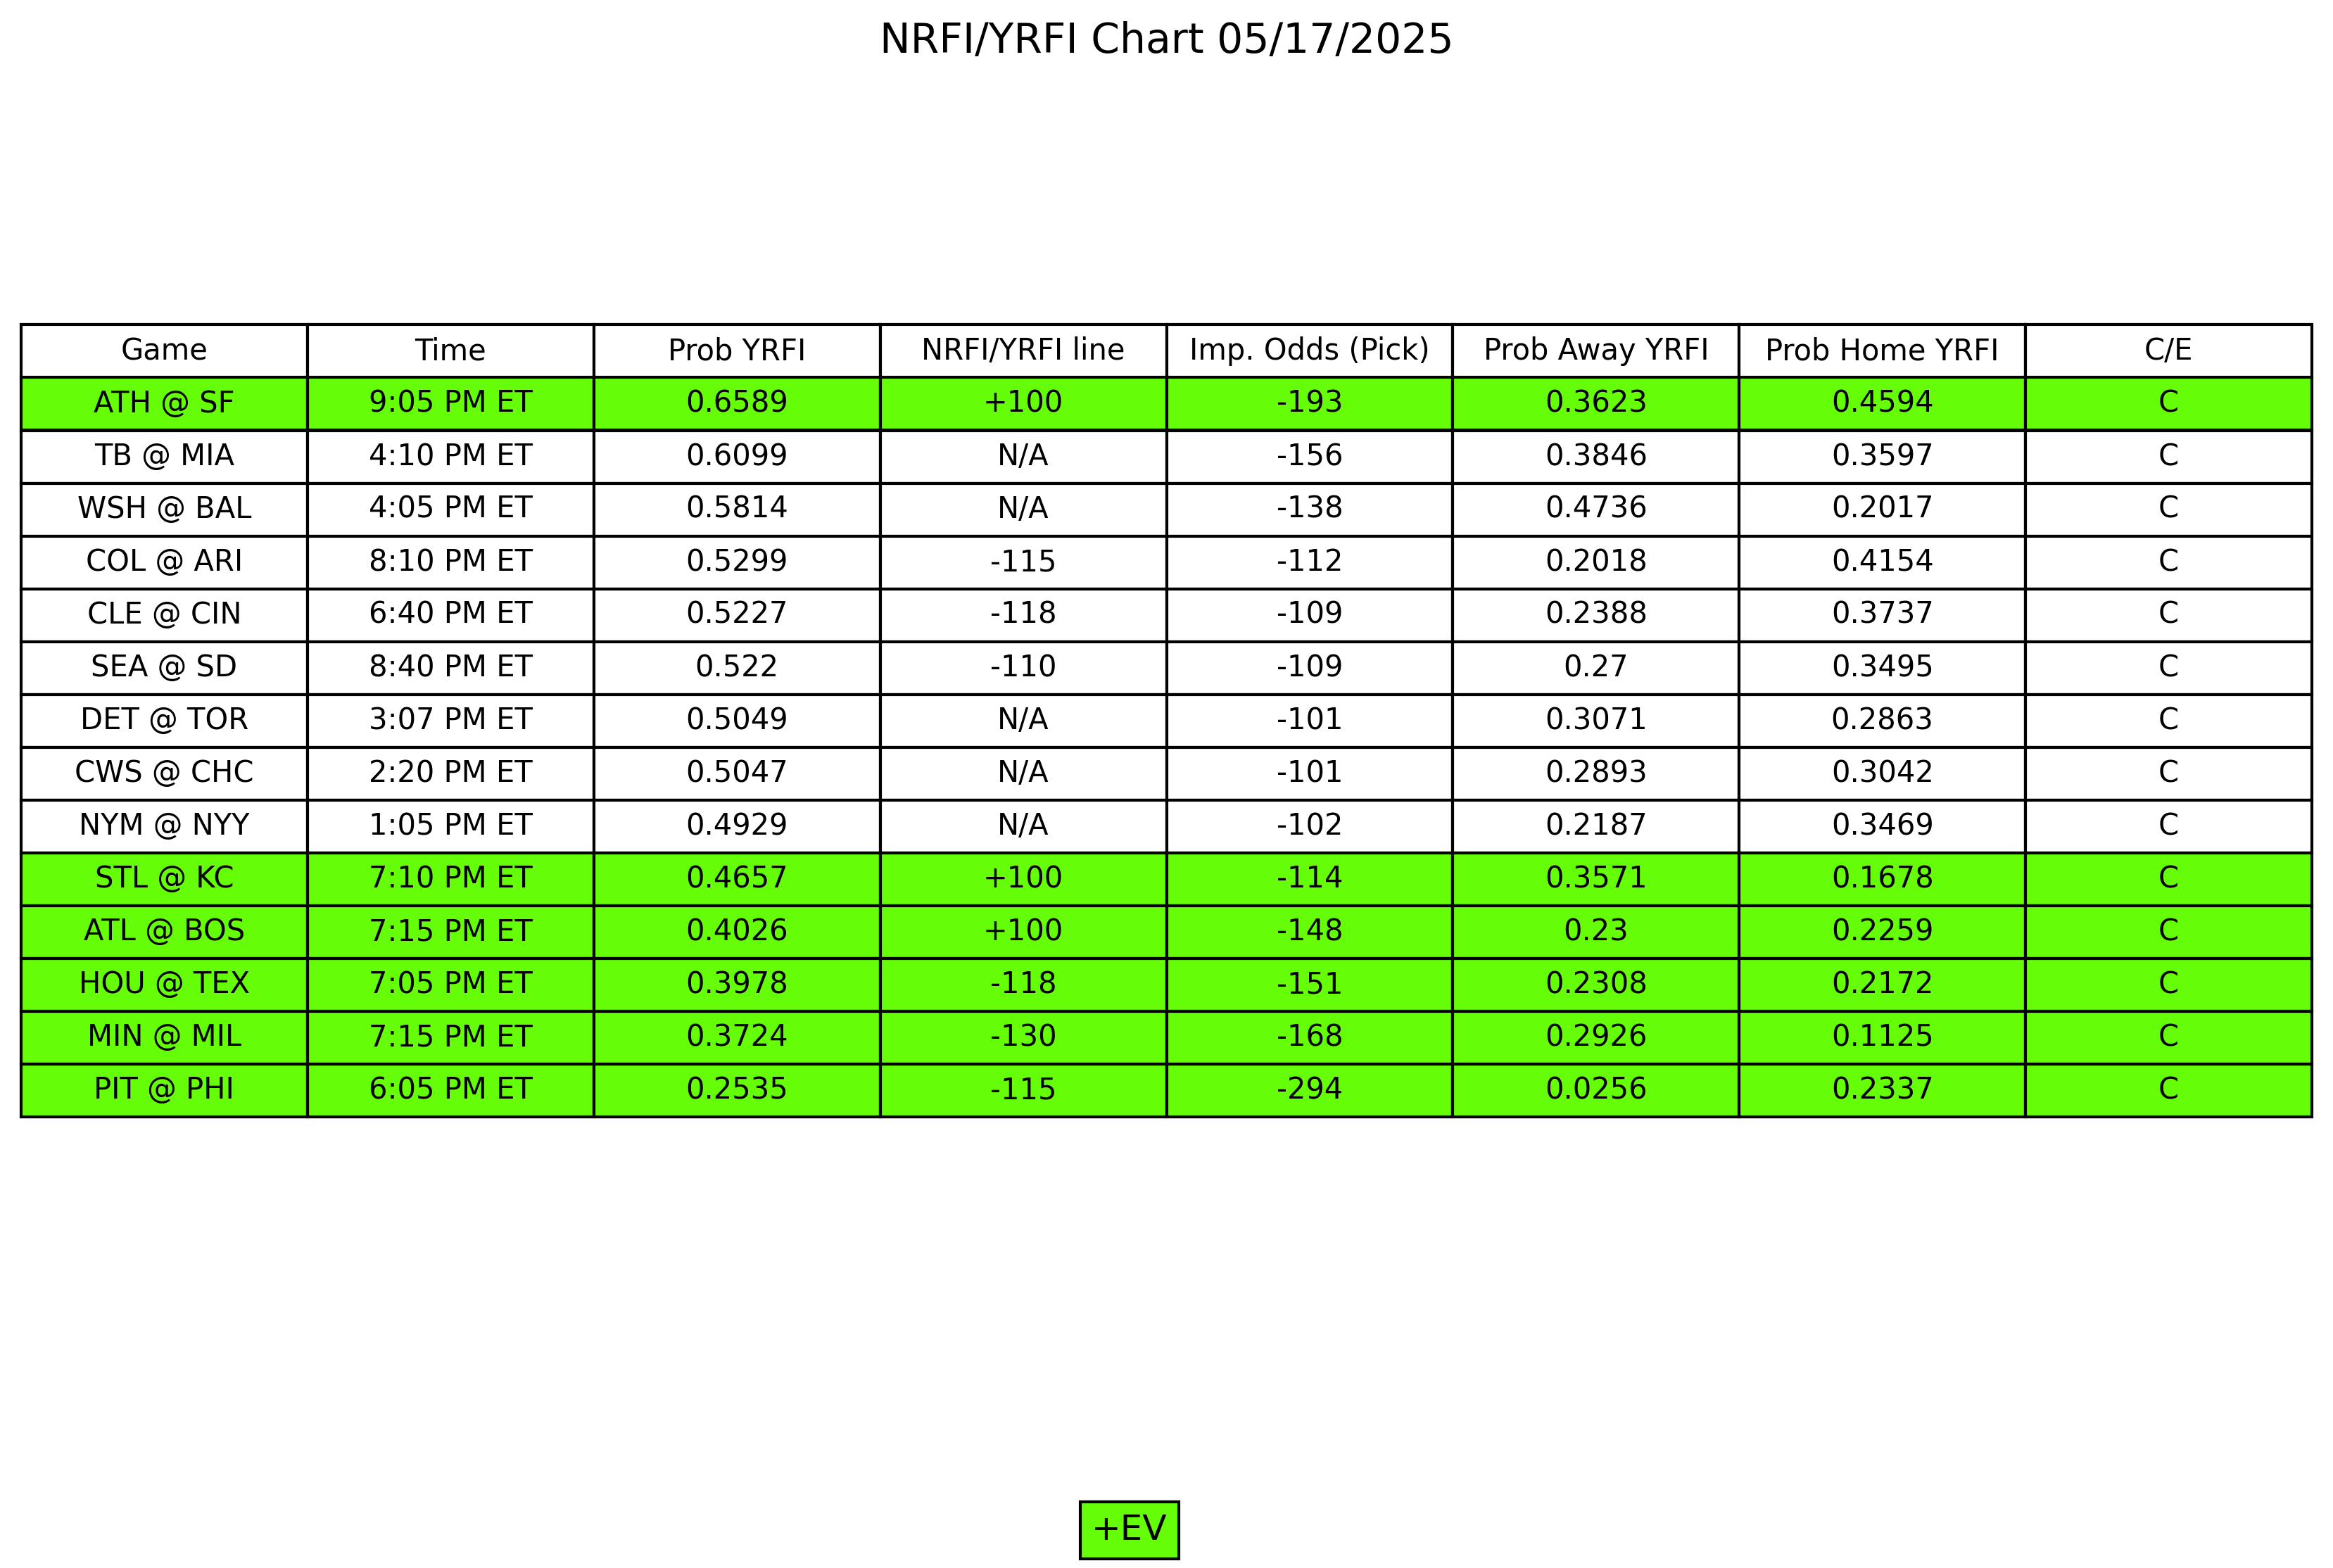 NRFI/YRFI Chart 05/17/2025
Game Time Prob YRFI NRFI/YRFI line Imp. Odds (Pick) Prob Away YRFI Prob Home YRFI C/E
ATH @ SF 9:05 PM ET 0.6589 +100 -193 0.3623 0.4594 C
TB @ MIA 4:10 PM ET 0.6099 N/A -156 0.3846 0.3597 C
WSH @ BAL 4:05 PM ET 0.5814 N/A -138 0.4736 0.2017 C
COL @ ARI 8:10 PM ET 0.5299 -115 -112 0.2018 0.4154 C
CLE @ CIN 6:40 PM ET 0.5227 -118 -109 0.2388 0.3737 C
SEA @ SD 8:40 PM ET 0.522 -110 -109 0.27 0.3495 C
DET @ TOR 3:07 PM ET 0.5049 N/A -101 0.3071 0.2863 C
CWS @ CHC 2:20 PM ET 0.5047 N/A -101 0.2893 0.3042 C
NYM @ NYY 1:05 PM ET 0.4929 N/A -102 0.2187 0.3469 C
STL @ KC 7:10 PM ET 0.4657 +100 -114 0.3571 0.1678 C
ATL @ BOS 7:15 PM ET 0.4026 +100 -148 0.23 0.2259 C
HOU @ TEX 7:05 PM ET 0.3978 -118 -151 0.2308 0.2172 C
MIN @ MIL 7:15 PM ET 0.3724 -130 -168 0.2926 0.1125 C
PIT @ PHI 6:05 PM ET 0.2535 -115 -294 0.0256 0.2337 C
+EV